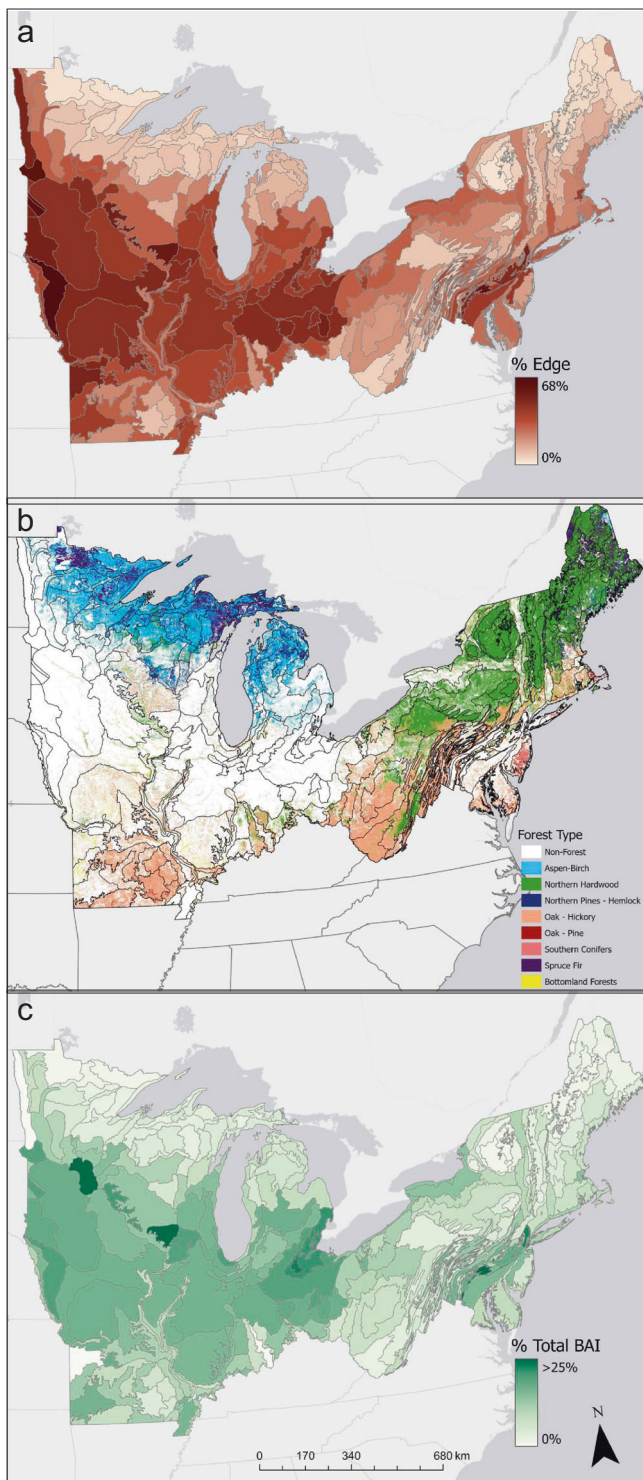 a
% Edge
68%
0%
b
Forest Type
Non-Forest
Aspen-Birch
Northern Hardwood
Northern Pines - Hemlock
Oak - Hickory
Oak - Pine
Southern Conifers
Spruce Fir
Bottomland Forests
c
% Total BAI
>25%
0%
N
0 170 340 680 km